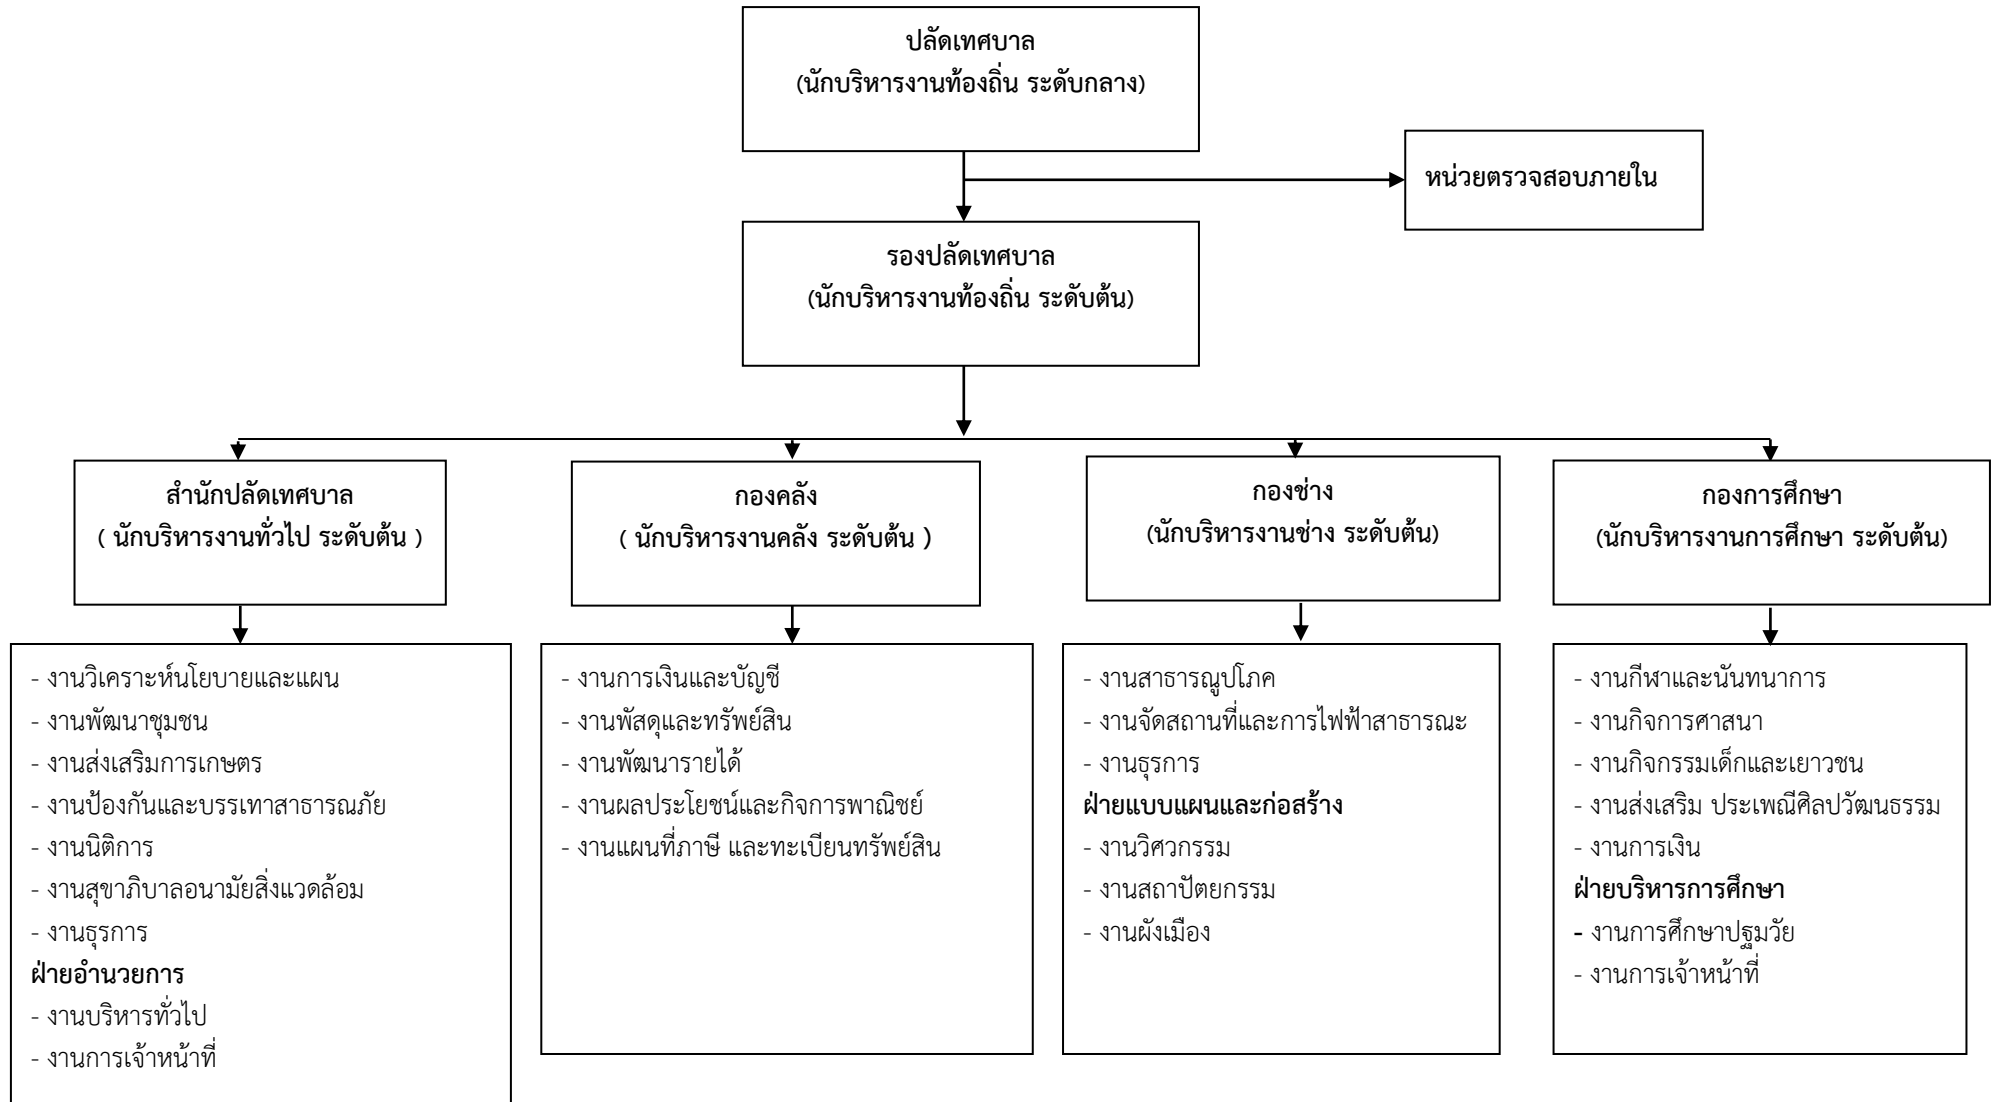 ปลัดเทศบาล
(นักบริหารงานท้องถิ่น ระดับกลาง)
หน่วยตรวจสอบภายใน
รองปลัดเทศบาล
(นักบริหารงานท้องถิ่น ระดับต้น)
สำนักปลัดเทศบาล
( นักบริหารงานทั่วไป ระดับต้น )
กองคลัง
( นักบริหารงานคลัง ระดับต้น )
กองช่าง
(นักบริหารงานช่าง ระดับต้น)
กองการศึกษา
(นักบริหารงานการศึกษา ระดับต้น)
- งานวิเคราะห์นโยบายและแผน
- งานพัฒนาชุมชน
- งานส่งเสริมการเกษตร
- งานป้องกันและบรรเทาสาธารณภัย
- งานนิติการ
- งานสุขาภิบาลอนามัยสิ่งแวดล้อม
- งานธุรการ
ฝ่ายอำนวยการ
- งานบริหารทั่วไป
- งานการเจ้าหน้าที่
- งานการเงินและบัญชี
- งานพัสดุและทรัพย์สิน
- งานพัฒนารายได้
- งานผลประโยชน์และกิจการพาณิชย์
- งานแผนที่ภาษี และทะเบียนทรัพย์สิน
- งานสาธารณูปโภค
- งานจัดสถานที่และการไฟฟ้าสาธารณะ
- งานธุรการ
ฝ่ายแบบแผนและก่อสร้าง
- งานวิศวกรรม
- งานสถาปัตยกรรม
- งานผังเมือง
- งานกีฬาและนันทนาการ
- งานกิจการศาสนา
- งานกิจกรรมเด็กและเยาวชน
- งานส่งเสริม ประเพณีศิลปวัฒนธรรม
- งานการเงิน
ฝ่ายบริหารการศึกษา
- งานการศึกษาปฐมวัย
- งานการเจ้าหน้าที่